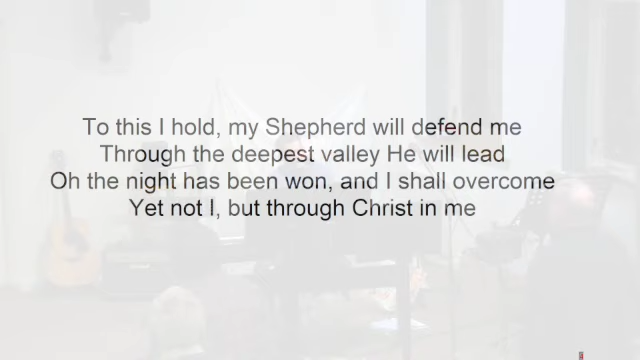 To this I hold, my Shepherd will defend me
Through the deepest valley He will lead
Oh the night has been won, and I shall overcome
Yet not I, but through Christ in me